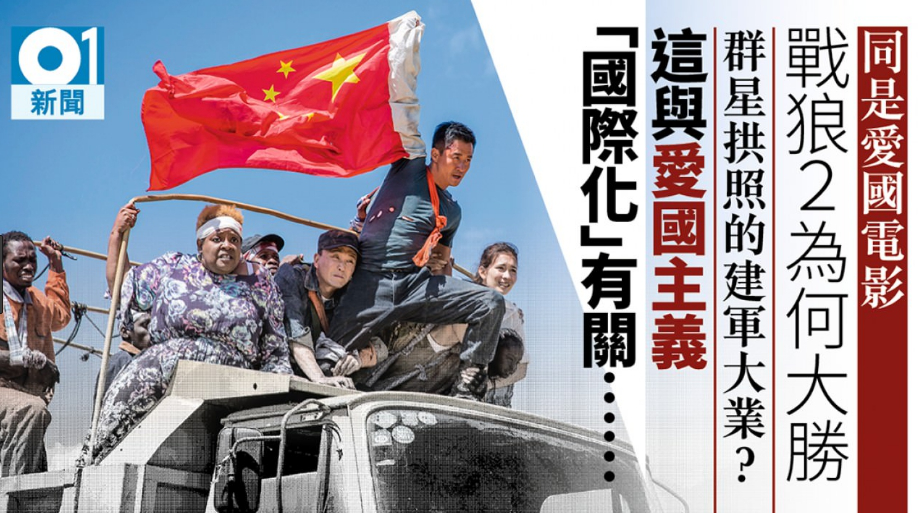 01
新聞
同是愛國電影
戰狼2為何大勝
群星拱照的建軍大業？
這與愛國主義
「國際化」有關……